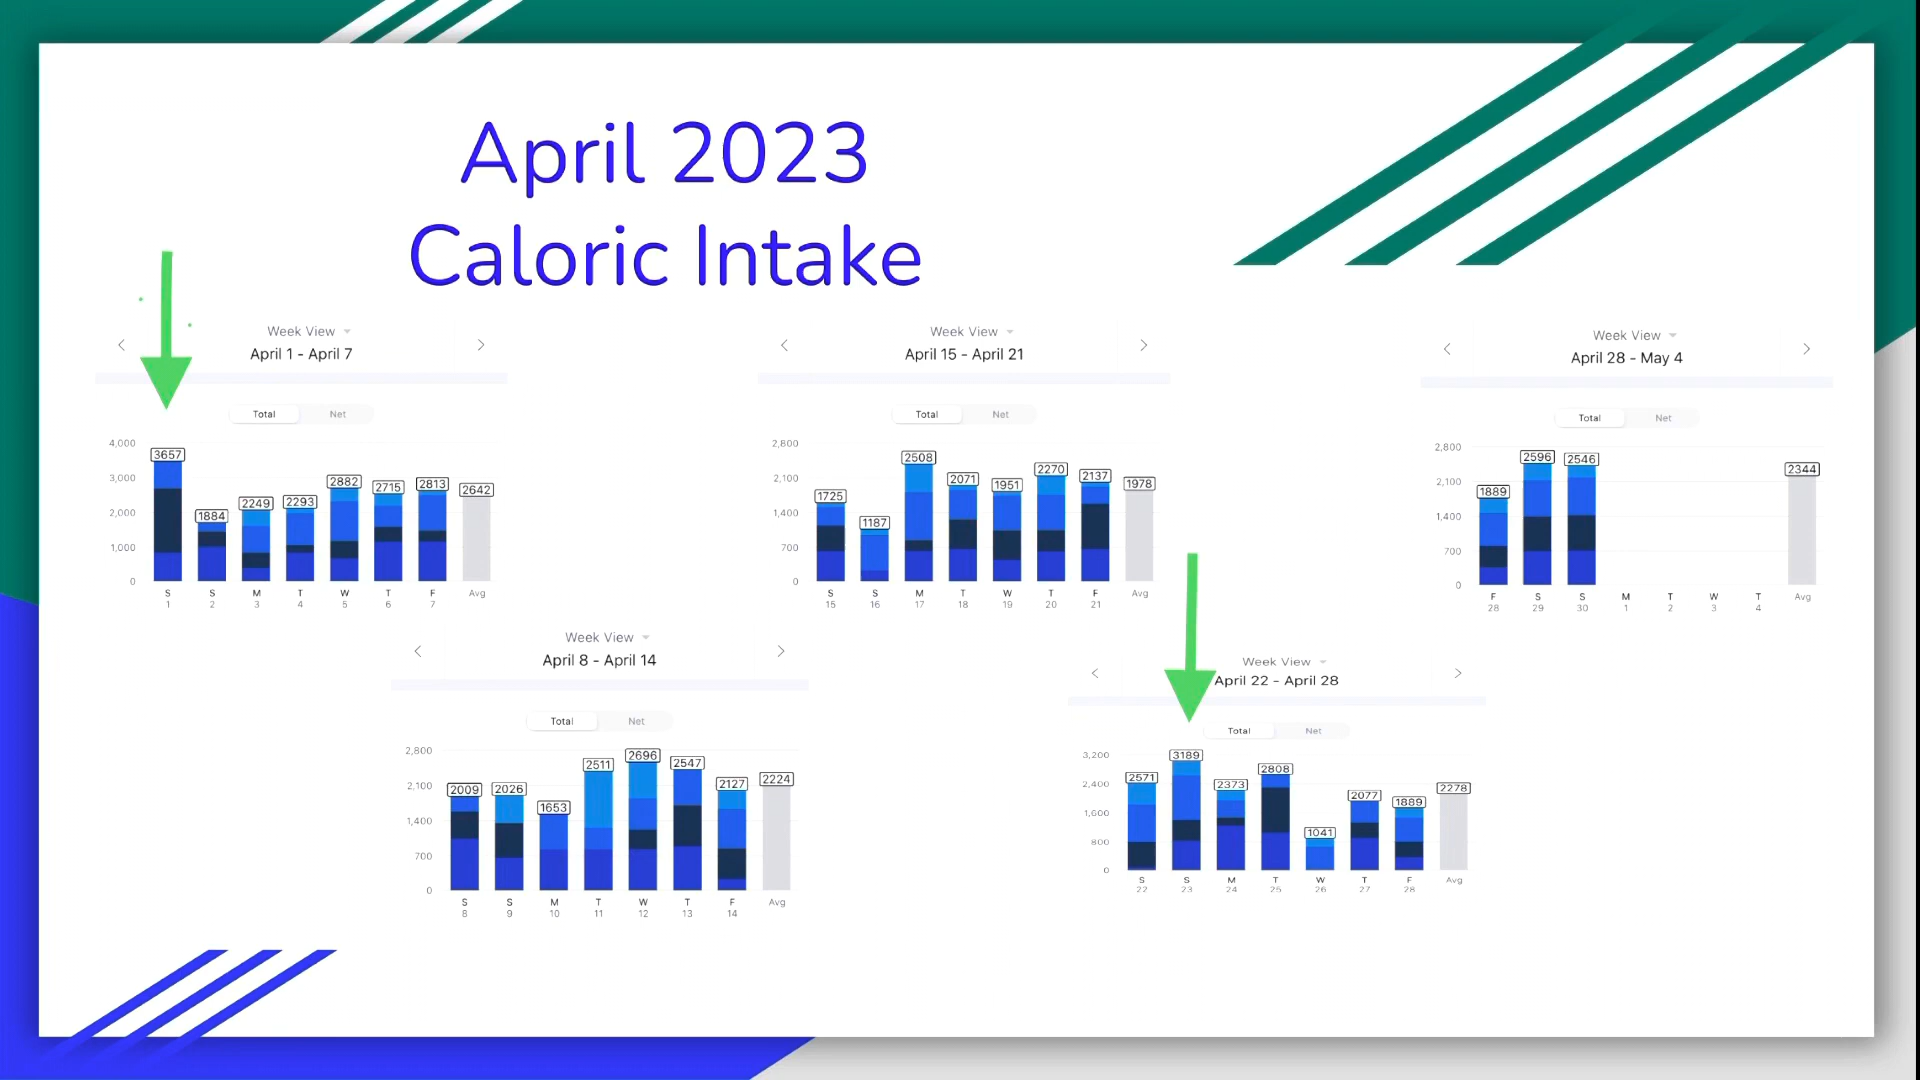 April 2023
Caloric Intake
Week View
April 1 - April 7
Total Net
4,000
3,000
2,000
1,000
0
3657 1884 2249 2293 2882 2715 2813 2642
S S M T W T F Avg
1 2 3 4 5 6 7
Week View
April 15 - April 21
Total Net
2,800
2,100
1,400
700
0
1725 1187 2508 2071 1951 2270 2137 1978
S S M T W T F Avg
15 16 17 18 19 20 21
Week View
April 28 - May 4
Total Net
2,800
2,100
1,400
700
0
1889 2596 2546 2344
F S S M T W T Avg
28 29 30 1 2 3 4
Week View
April 8 - April 14
Total Net
2,800
2,100
1,400
700
0
2009 2026 1653 2511 2696 2547 2127 2224
S S M T W T F Avg
8 9 10 11 12 13 14
Week View
April 22 - April 28
Total Net
3,200
2,400
1,600
800
0
2571 3189 2373 2808 1041 2077 1889 2278
S S M T W T F Avg
22 23 24 25 26 27 28